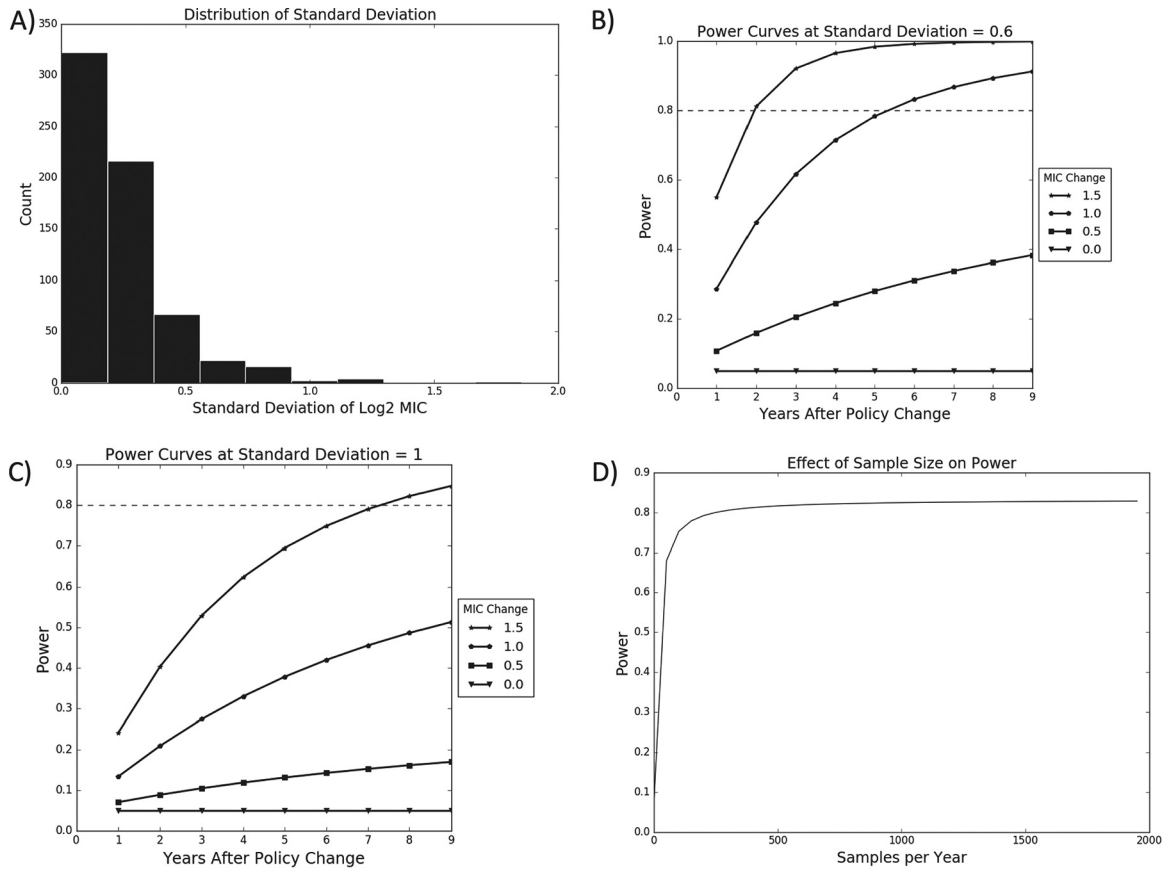 A)
Distribution of Standard Deviation
350
300
250
200
150
100
50
0
Count
0.0 0.5 1.0 1.5 2.0
Standard Deviation of Log2 MIC
B)
Power Curves at Standard Deviation = 0.6
1.0
0.8
0.6
0.4
0.2
0.0
Power
0 1 2 3 4 5 6 7 8 9
Years After Policy Change
MIC Change
1.5
1.0
0.5
0.0
C)
Power Curves at Standard Deviation = 1
0.9
0.8
0.7
0.6
0.5
0.4
0.3
0.2
0.1
0.0
Power
0 1 2 3 4 5 6 7 8 9
Years After Policy Change
MIC Change
1.5
1.0
0.5
0.0
D)
Effect of Sample Size on Power
0.9
0.8
0.7
0.6
0.5
0.4
0.3
0.2
0.1
0.0
Power
0 500 1000 1500 2000
Samples per Year